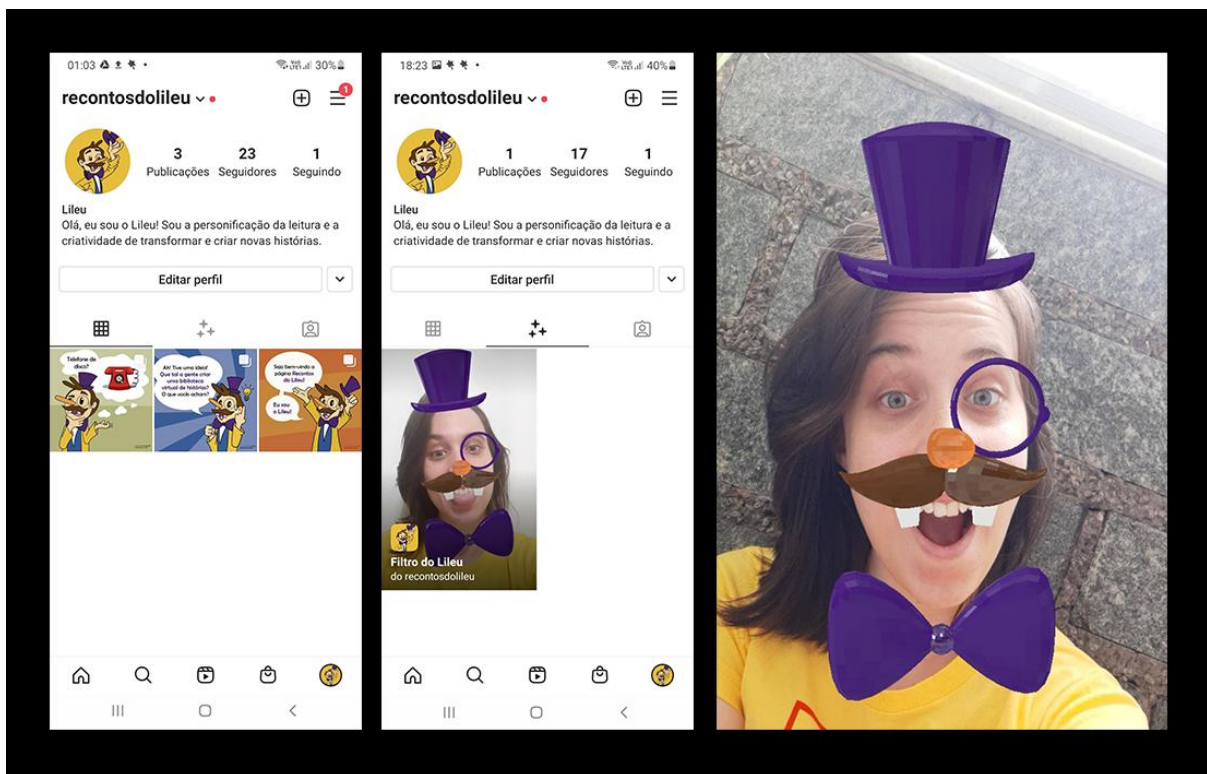 01:03
30%
recontosdolileu
1
3 23 1
Publicações Seguidores Seguindo
Lileu
Olá, eu sou o Lileu! Sou a personificação da leitura e a
criatividade de transformar e criar novas histórias.
Editar perfil
Telefone de
disco?
Ah! Tive uma ideia!
Que tal a gente criar
uma biblioteca
virtual de histórias?
O que vocês acham?
Seja bem-vindo a
página Recontos
do Lileu!
Eu sou
o Lileu!
18:23
40%
recontosdolileu
1 17 1
Publicações Seguidores Seguindo
Lileu
Olá, eu sou o Lileu! Sou a personificação da leitura e a
criatividade de transformar e criar novas histórias.
Editar perfil
Filtro do Lileu
do recontosdolileu